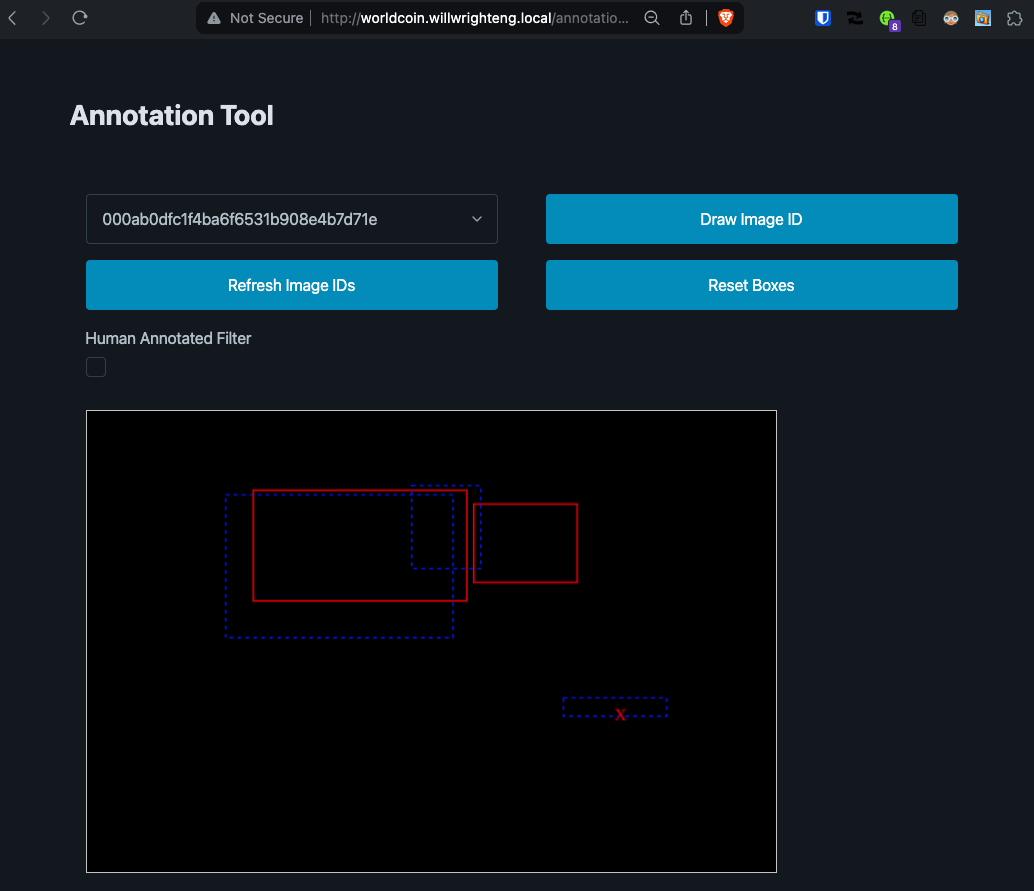 Not Secure http://worldcoin.willwrighteng.local/annotatio...
8
Annotation Tool
000ab0dfc1f4ba6f6531b908e4b7d71e
Draw Image ID
Refresh Image IDs
Reset Boxes
Human Annotated Filter
X